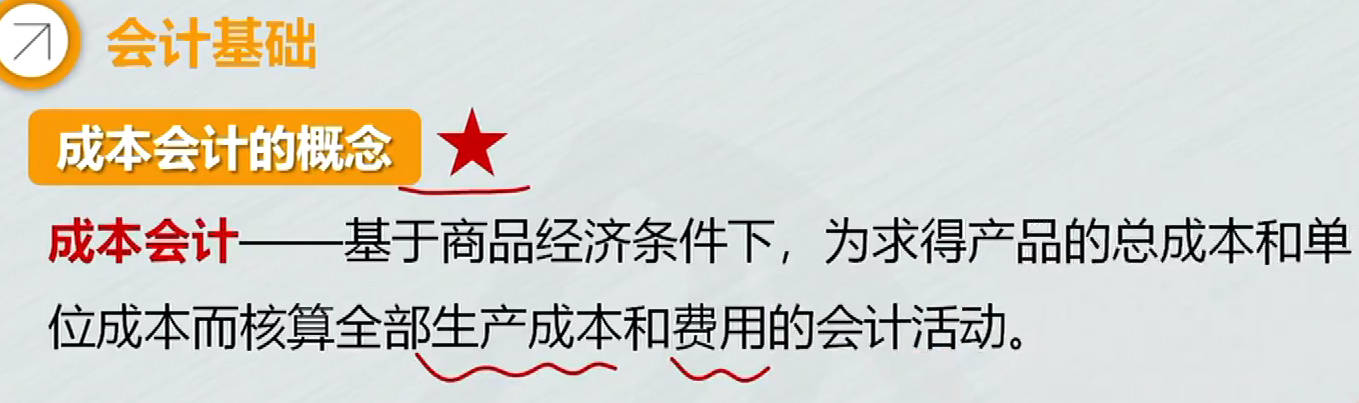 会计基础
成本会计的概念
成本会计——基于商品经济条件下，为求得产品的总成本和单
位成本而核算全部生产成本和费用的会计活动。